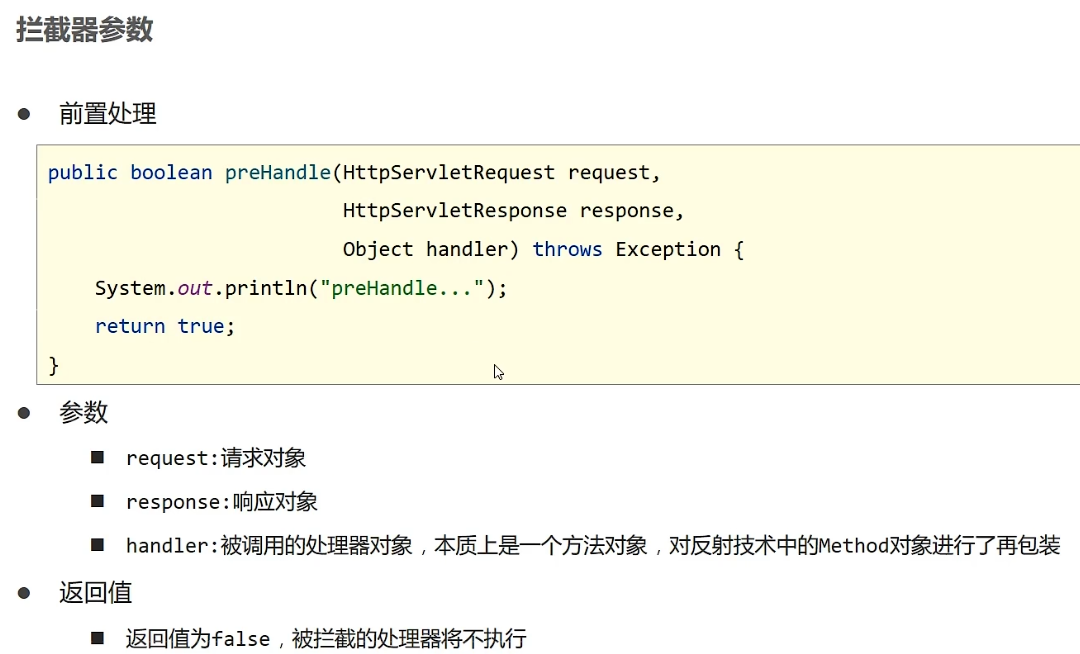 拦截器参数
前置处理
public boolean preHandle(HttpServletRequest request,
HttpServletResponse response,
Object handler) throws Exception {
System.out.println("preHandle...");
return true;
}
参数
request:请求对象
response:响应对象
handler:被调用的处理器对象，本质上是一个方法对象，对反射技术中的Method对象进行了再包装
返回值
返回值为false，被拦截的处理器将不执行